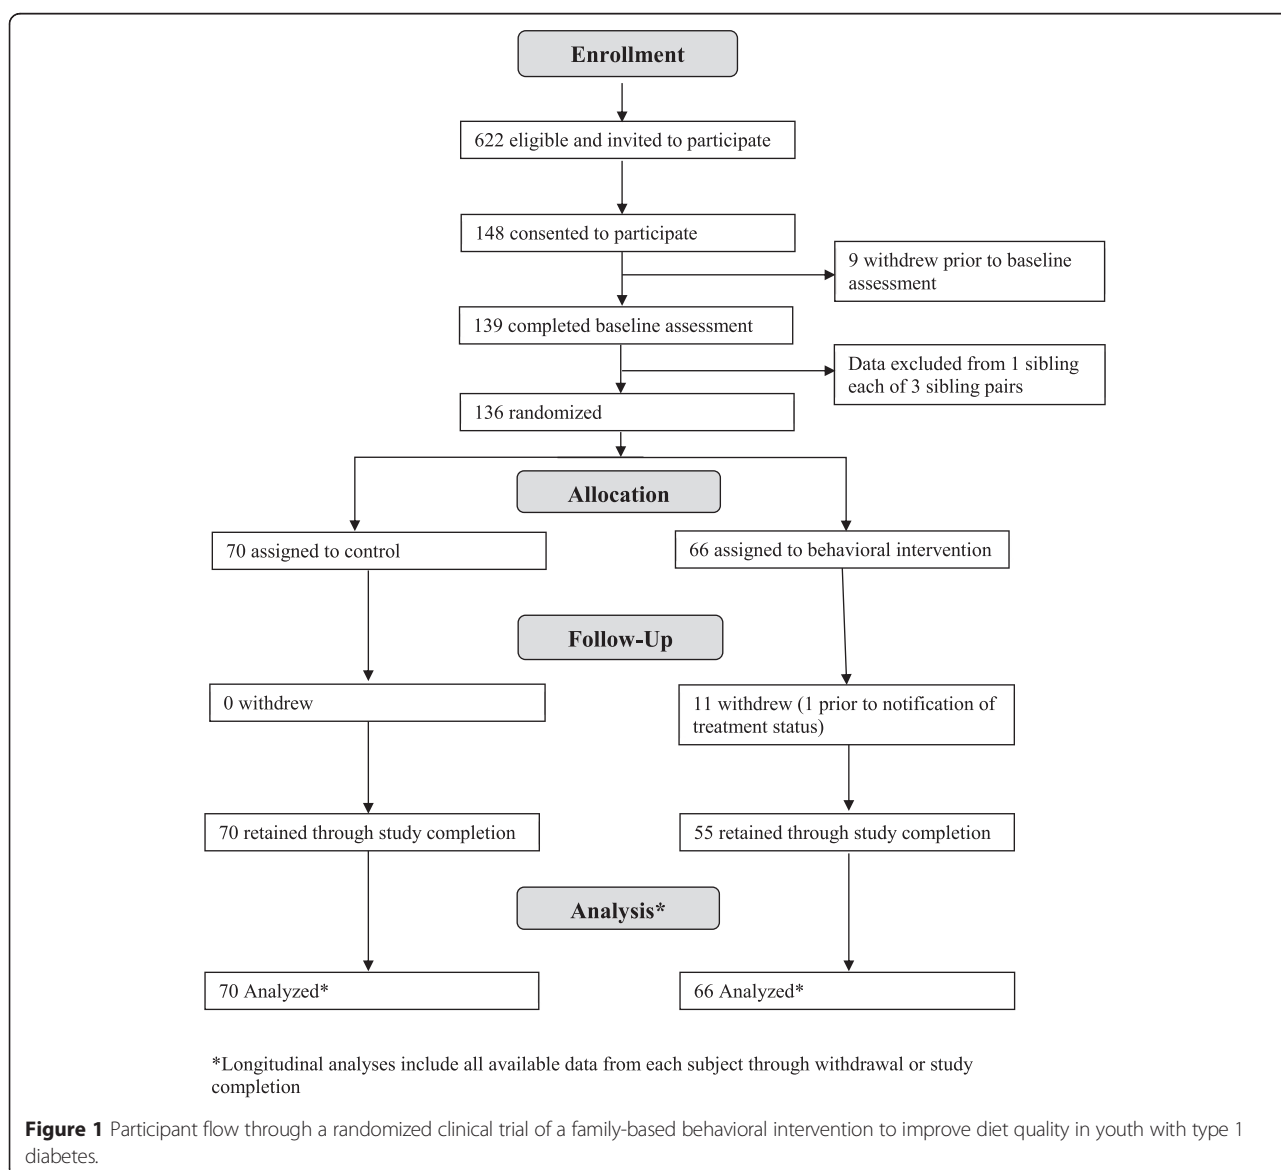 Enrollment
622 eligible and invited to participate
148 consented to participate
9 withdrew prior to baseline
assessment
139 completed baseline assessment
Data excluded from 1 sibling
each of 3 sibling pairs
136 randomized
Allocation
70 assigned to control
66 assigned to behavioral intervention
Follow-Up
0 withdrew
11 withdrew (1 prior to notification of
treatment status)
70 retained through study completion
55 retained through study completion
Analysis*
70 Analyzed*
66 Analyzed*
*Longitudinal analyses include all available data from each subject through withdrawal or study
completion
Figure 1 Participant flow through a randomized clinical trial of a family-based behavioral intervention to improve diet quality in youth with type 1
diabetes.